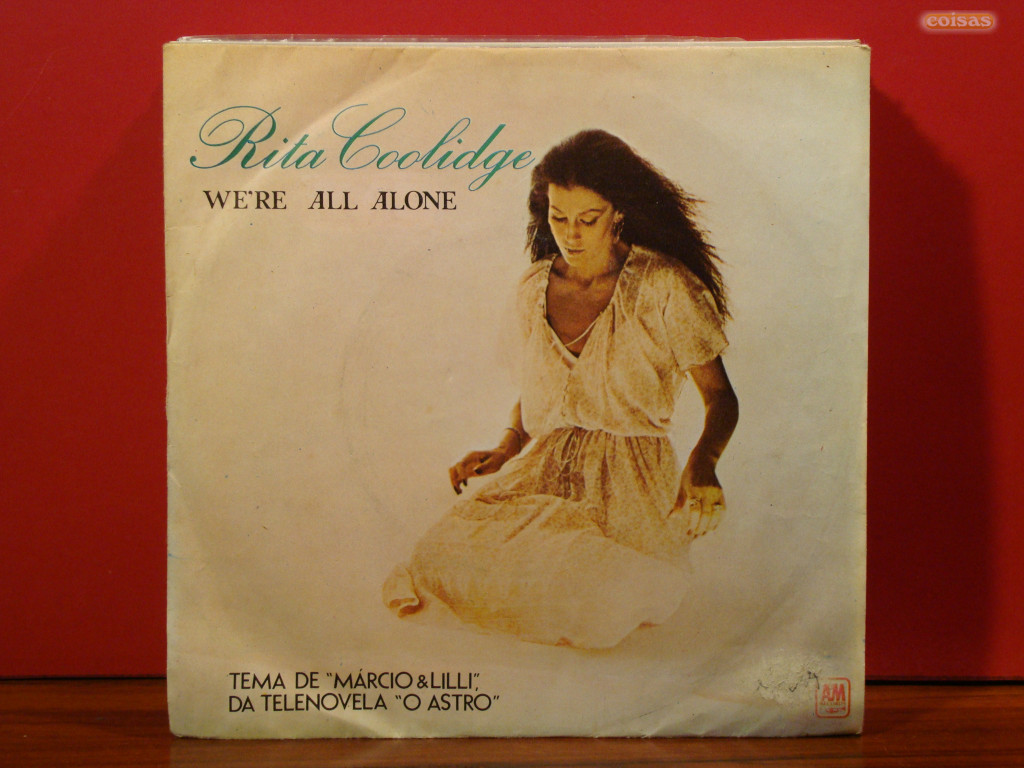 coisas
Rita Coolidge
WE'RE ALL ALONE
TEMA DE "MÁRCIO & LILLI",
DA TELENOVELA "O ASTRO"
A&M